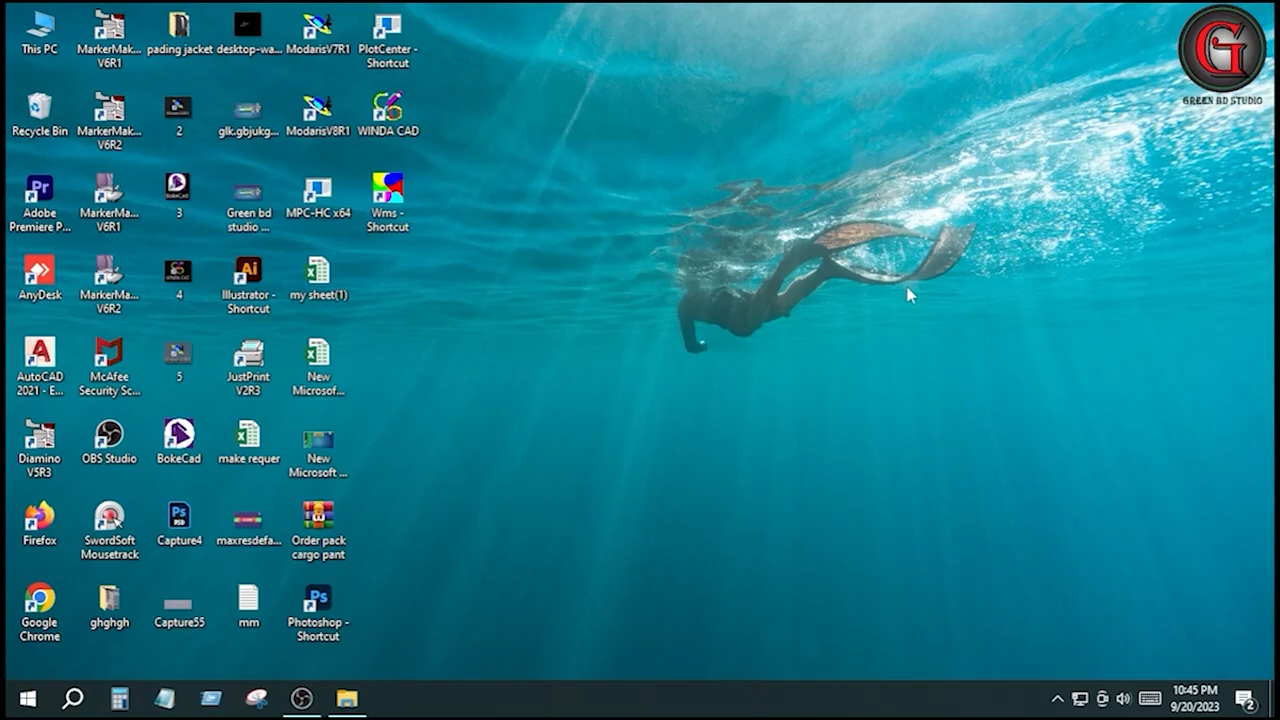 This PC
MarkerMak...
V6R1
pading jacket
desktop-wa...
ModarisV7R1
PlotCenter -
Shortcut
Recycle Bin
MarkerMak...
V6R2
2
glk.gbjukg...
ModarisV8R1
WINDA CAD
Adobe
Premiere P...
MarkerMa...
V6R1
3
Green bd
studio ...
MPC-HC x64
Wms -
Shortcut
AnyDesk
MarkerMa...
V6R2
4
Illustrator -
Shortcut
my sheet(1)
AutoCAD
2021 - E...
McAfee
Security Sc...
5
JustPrint
V2R3
New
Microsof...
Diamino
V5R3
OBS Studio
BokeCad
make requer
New
Microsoft ...
Firefox
SwordSoft
Mousetrack
Capture4
maxresdefa...
Order pack
cargo pant
Google
Chrome
ghghgh
Capture55
mm
Photoshop -
Shortcut
G
GREEN BD STUDIO
10:45 PM
9/20/2023
2